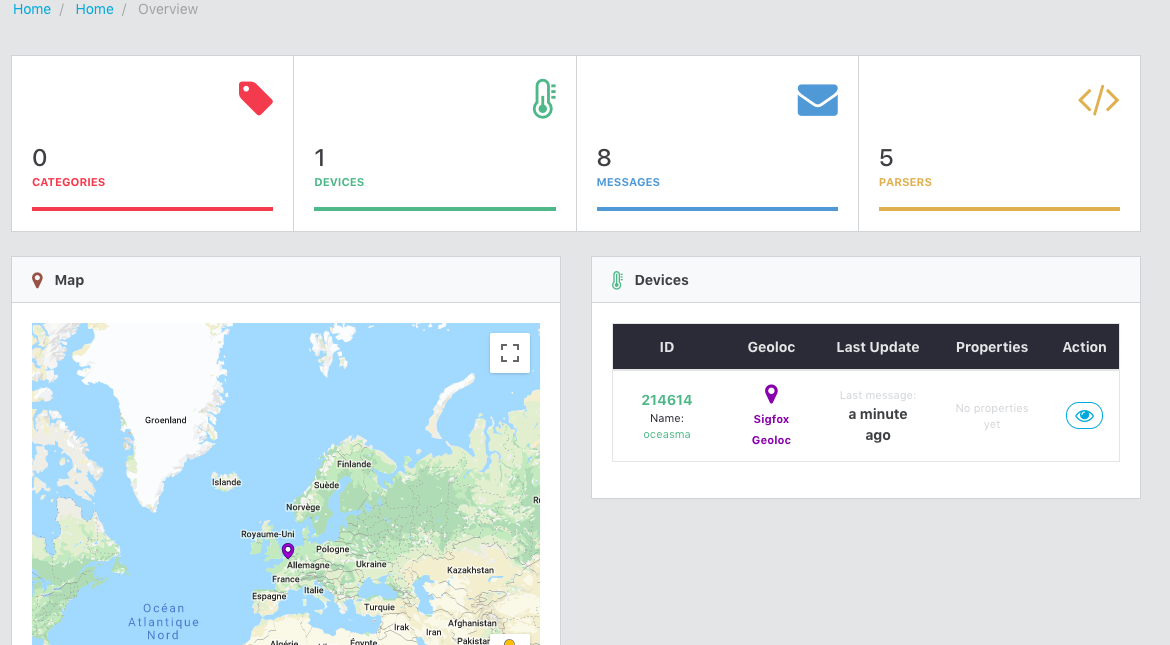 Home / Home / Overview
0
CATEGORIES
1
DEVICES
8
MESSAGES
5
PARSERS
Map
Groenland
Islande
Finlande
Suède
Norvège
Royaume-Uni
Pologne
Allemagne
Ukraine
Kazakhstan
France
Italie
Espagne
Turquie
Océan
Atlantique
Nord
Afghanistan
Irak
Iran
Algérie
Égypte
Pakistan
Devices
ID Geoloc Last Update Properties Action
214614
Name:
oceasma
Sigfox
Geoloc
Last message:
a minute
ago
No properties
yet